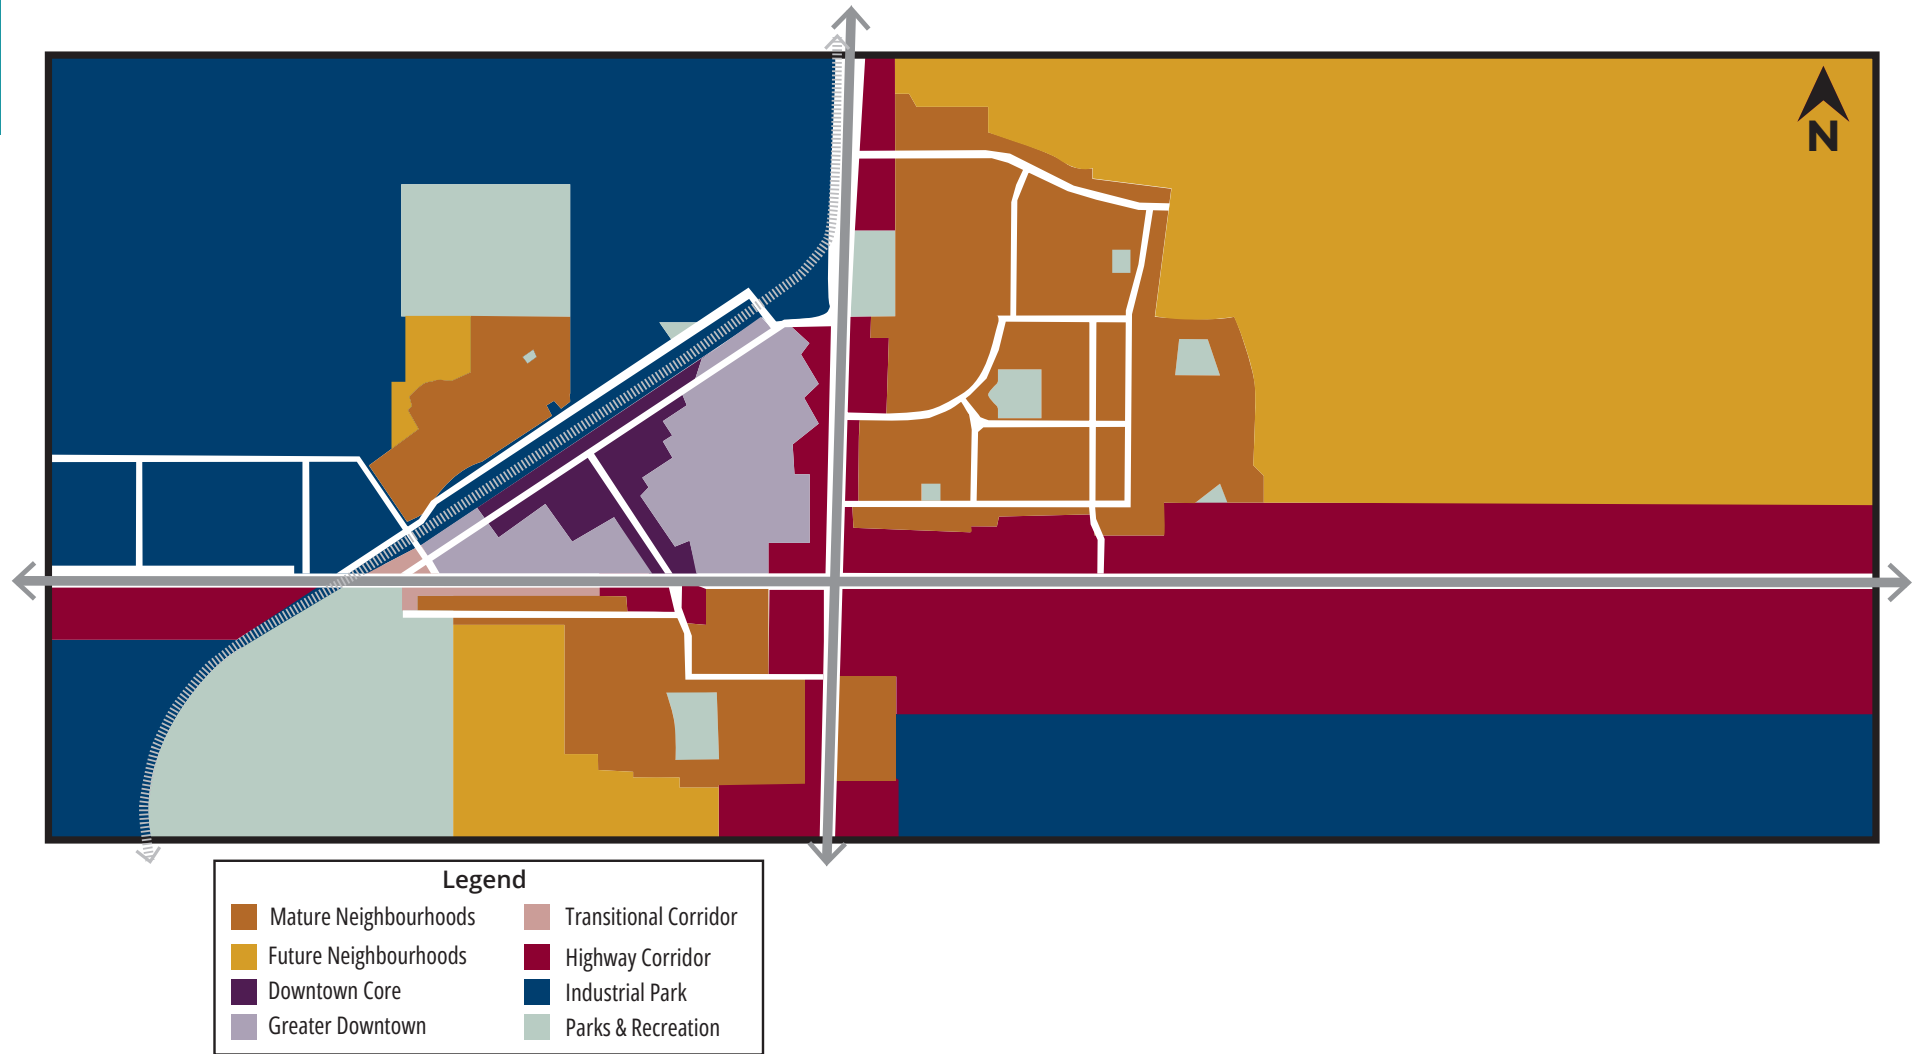 N
Legend
Mature Neighbourhoods
Transitional Corridor
Future Neighbourhoods
Highway Corridor
Downtown Core
Industrial Park
Greater Downtown
Parks & Recreation